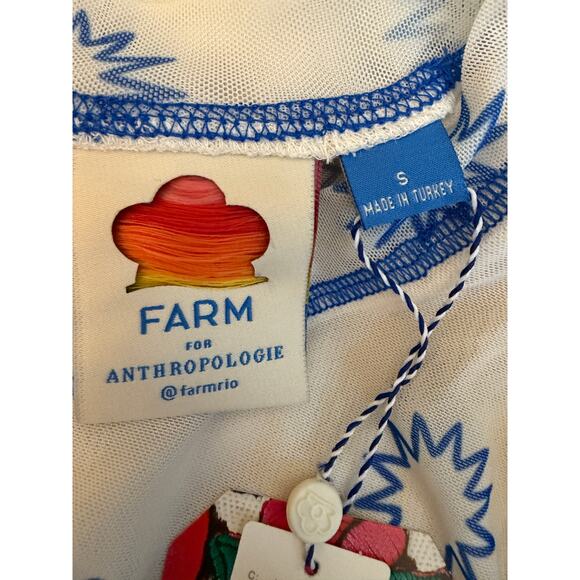 FARM
FOR
ANTHROPOLOGIE
@farmrio
S
MADE IN TURKEY